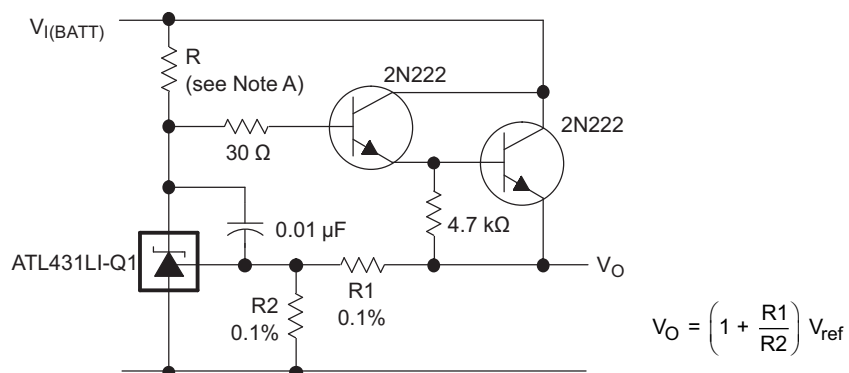 V_I(BATT)
R
(see Note A)
2N222
2N222
30 Ω
0.01 µF
4.7 kΩ
ATL431LI-Q1
V_O
R2
0.1%
R1
0.1%
V_O = (1 + R1/R2) V_ref